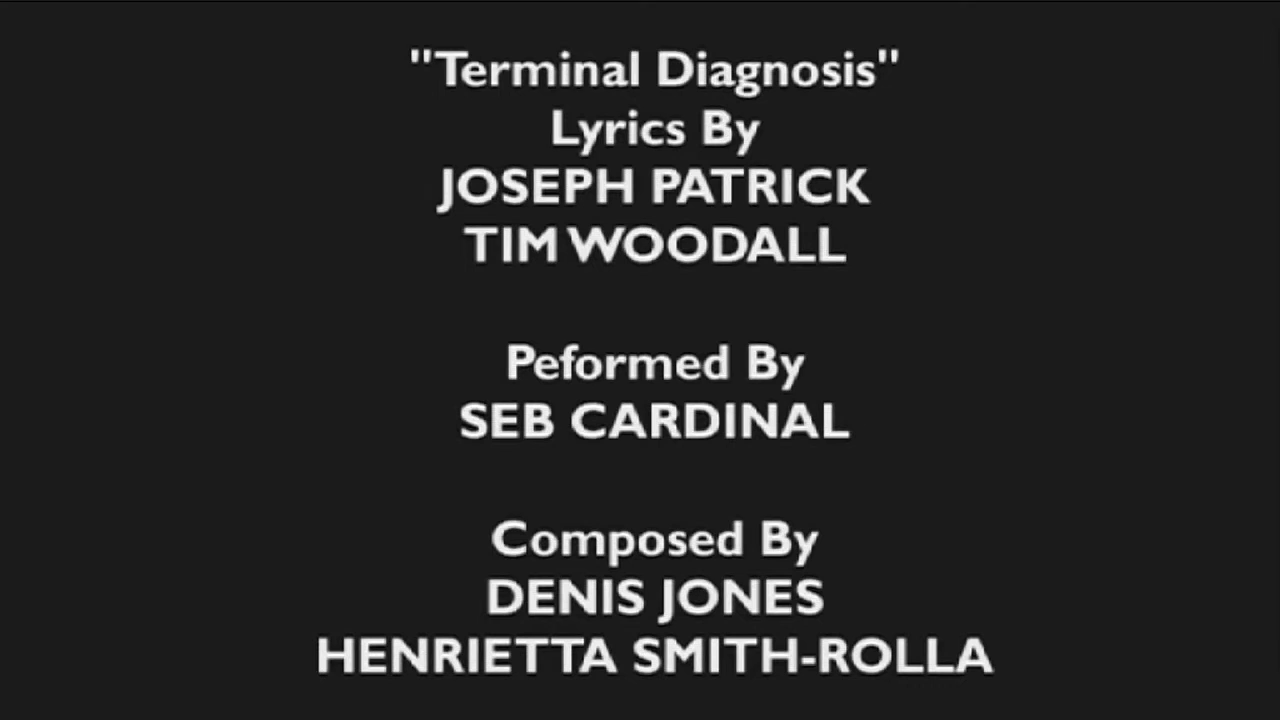 "Terminal Diagnosis"
Lyrics By
JOSEPH PATRICK
TIM WOODALL
Peformed By
SEB CARDINAL
Composed By
DENIS JONES
HENRIETTA SMITH-ROLLA